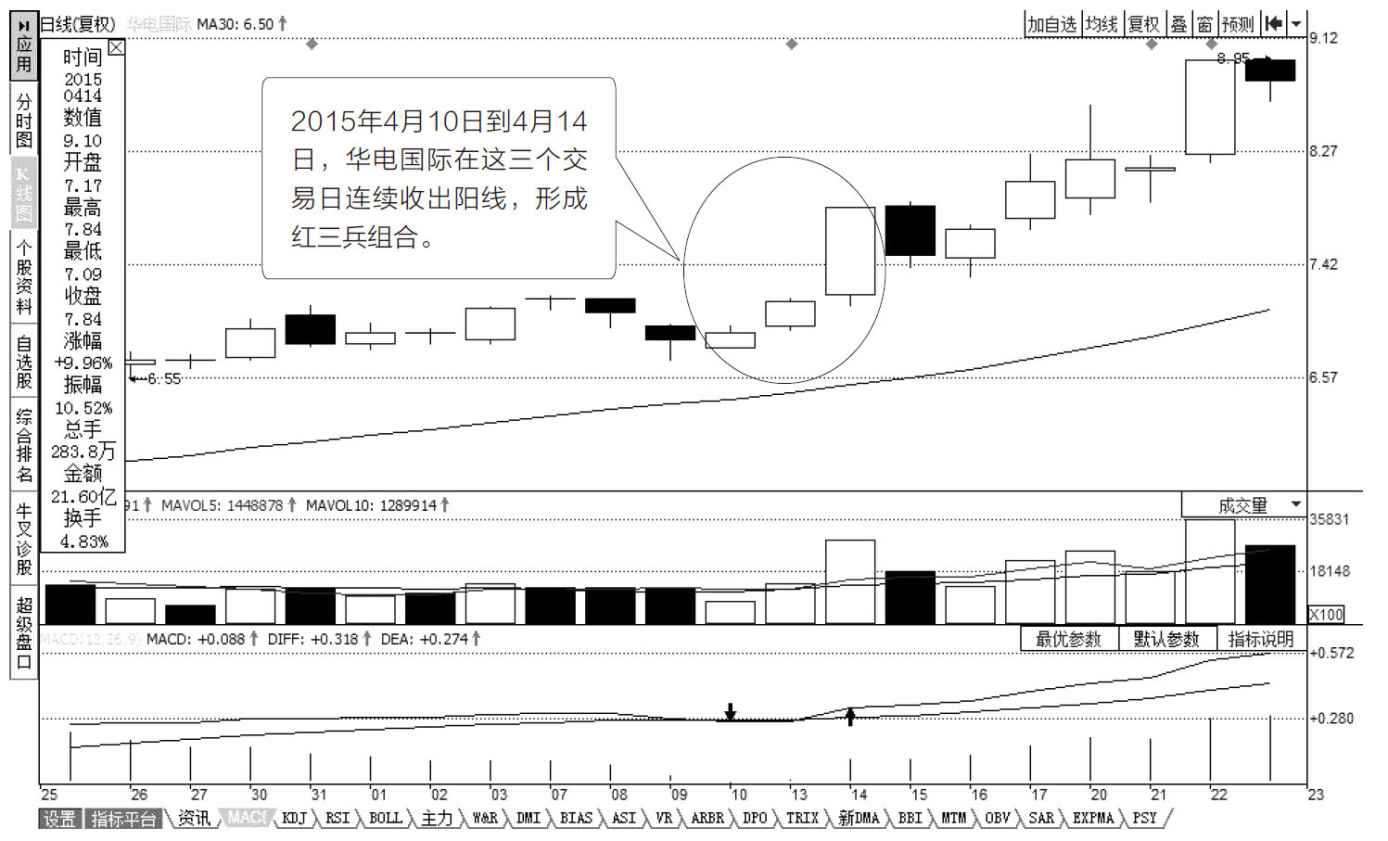 日线(复权) 华电国际 MA30: 6.50↑
加自选 均线 复权 叠 窗 预测
应用
分时图
K线图
个股资料
自选股
综合排名
牛叉诊股
超级盘口
时间
2015
0414
数值
9.10
开盘
7.17
最高
7.84
最低
7.09
收盘
7.84
涨幅
+9.96%
振幅
10.52%
总手
283.8万
金额
21.60亿
换手
4.83%
2015年4月10日到4月14
日，华电国际在这三个交
易日连续收出阳线，形成
红三兵组合。
8.95
6.55
9.12
8.27
7.42
6.57
91↑ MAVOL5: 1448878↑ MAVOL10: 1289914↑
成交量
35831
18148
X100
MACD(12,26,9) MACD: +0.088↑ DIFF: +0.318↑ DEA: +0.274↑
最优参数 默认参数 指标说明
+0.572
+0.280
25 26 27 30 31 01 02 03 07 08 09 10 13 14 15 16 17 20 21 22 23
设置 指标平台 资讯 MACD KDJ RSI BOLL 主力 W&R DMI BIAS ASI VR ARBR DPO TRIX 新DMA BBI MTM OBV SAR EXPMA PSY